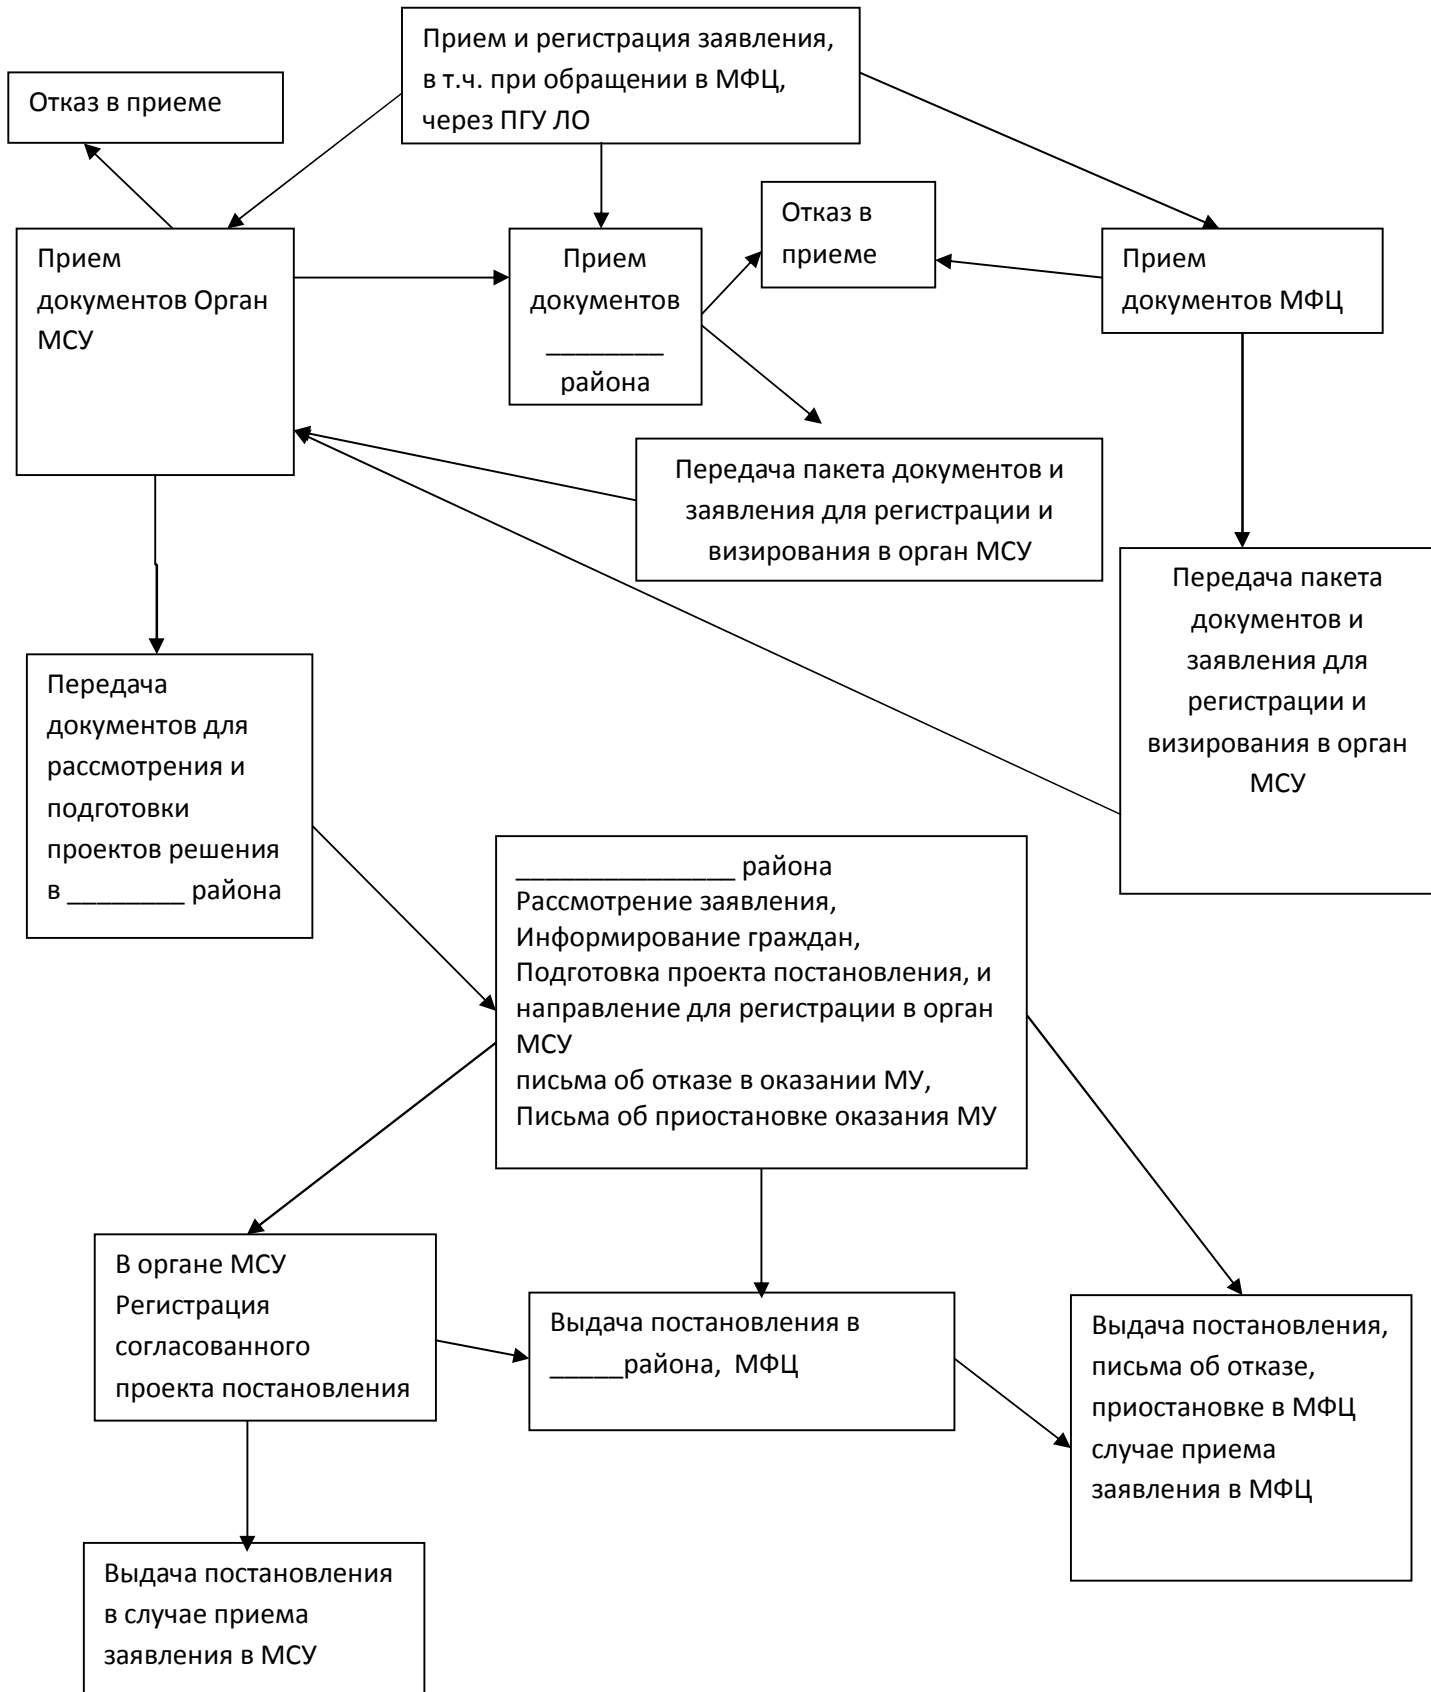 Прием и регистрация заявления,
в т.ч. при обращении в МФЦ,
через ПГУ ЛО
Отказ в приеме
Прием
документов Орган
МСУ
Прием
документов
________
района
Отказ в
приеме
Прием
документов МФЦ
Передача пакета документов и
заявления для регистрации и
визирования в орган МСУ
Передача пакета
документов и
заявления для
регистрации и
визирования в орган
МСУ
Передача
документов для
рассмотрения и
подготовки
проектов решения
в ________ района
_______________ района
Рассмотрение заявления,
Информирование граждан,
Подготовка проекта постановления, и
направление для регистрации в орган
МСУ
письма об отказе в оказании МУ,
Письма об приостановке оказания МУ
В органе МСУ
Регистрация
согласованного
проекта постановления
Выдача постановления в
_____района, МФЦ
Выдача постановления,
письма об отказе,
приостановке в МФЦ
случае приема
заявления в МФЦ
Выдача постановления
в случае приема
заявления в МСУ